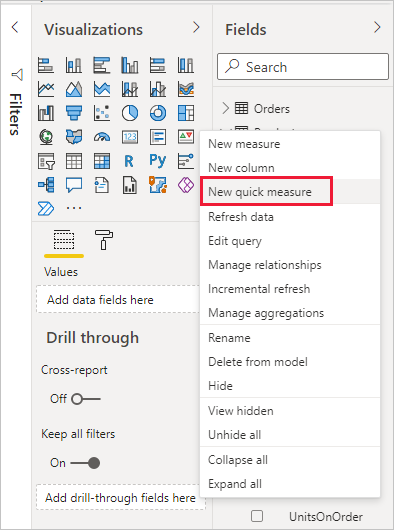 Visualizations
Fields
Filters
Search
Orders
R
Py
123
Values
Add data fields here
Drill through
Cross-report
Off
Keep all filters
On
Add drill-through fields here
New measure
New column
New quick measure
Refresh data
Edit query
Manage relationships
Incremental refresh
Manage aggregations
Rename
Delete from model
Hide
View hidden
Unhide all
Collapse all
Expand all
UnitsOnOrder